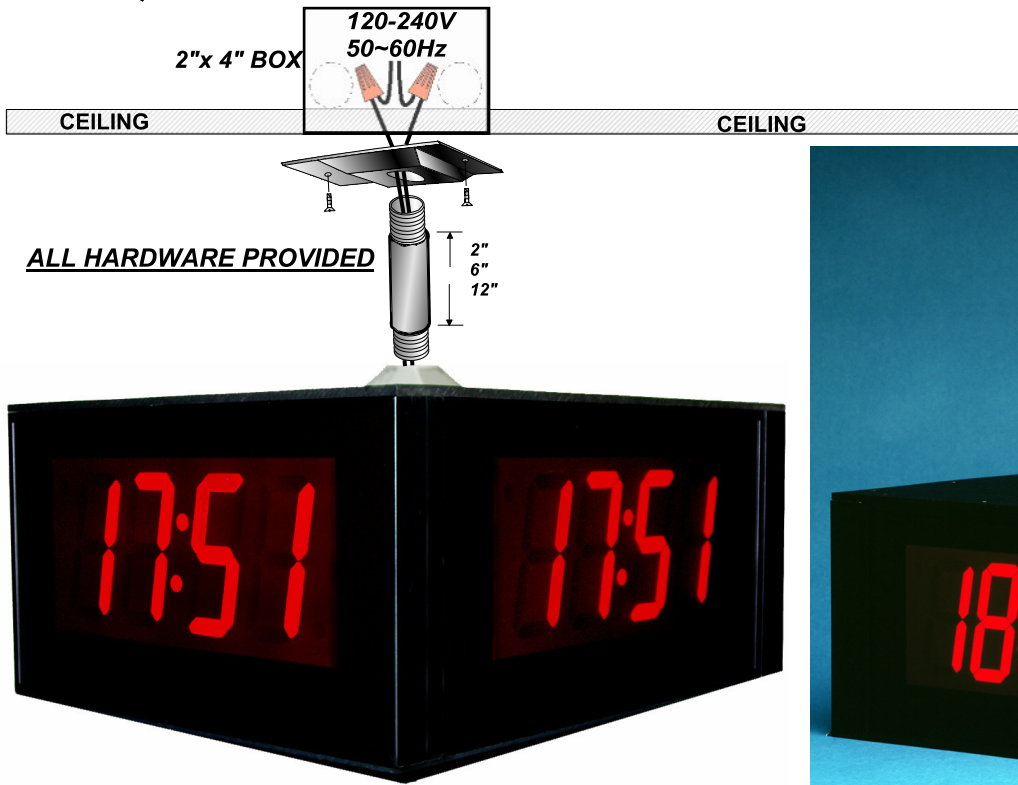 120-240V
50~60Hz
2"x 4" BOX
CEILING
CEILING
ALL HARDWARE PROVIDED
2"
6"
12"
17:51
17:51
18